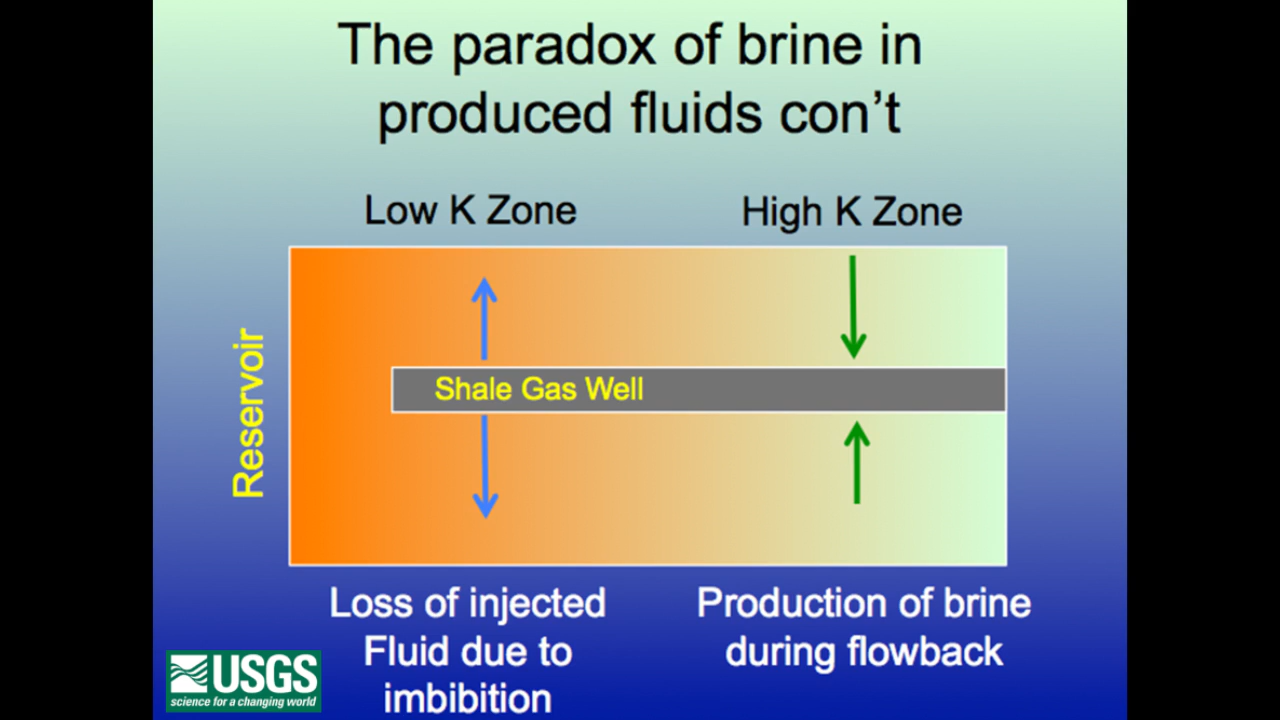 The paradox of brine in
produced fluids con’t
Low K Zone
High K Zone
Reservoir
Shale Gas Well
Loss of injected
Fluid due to
imbibition
Production of brine
during flowback
USGS
science for a changing world